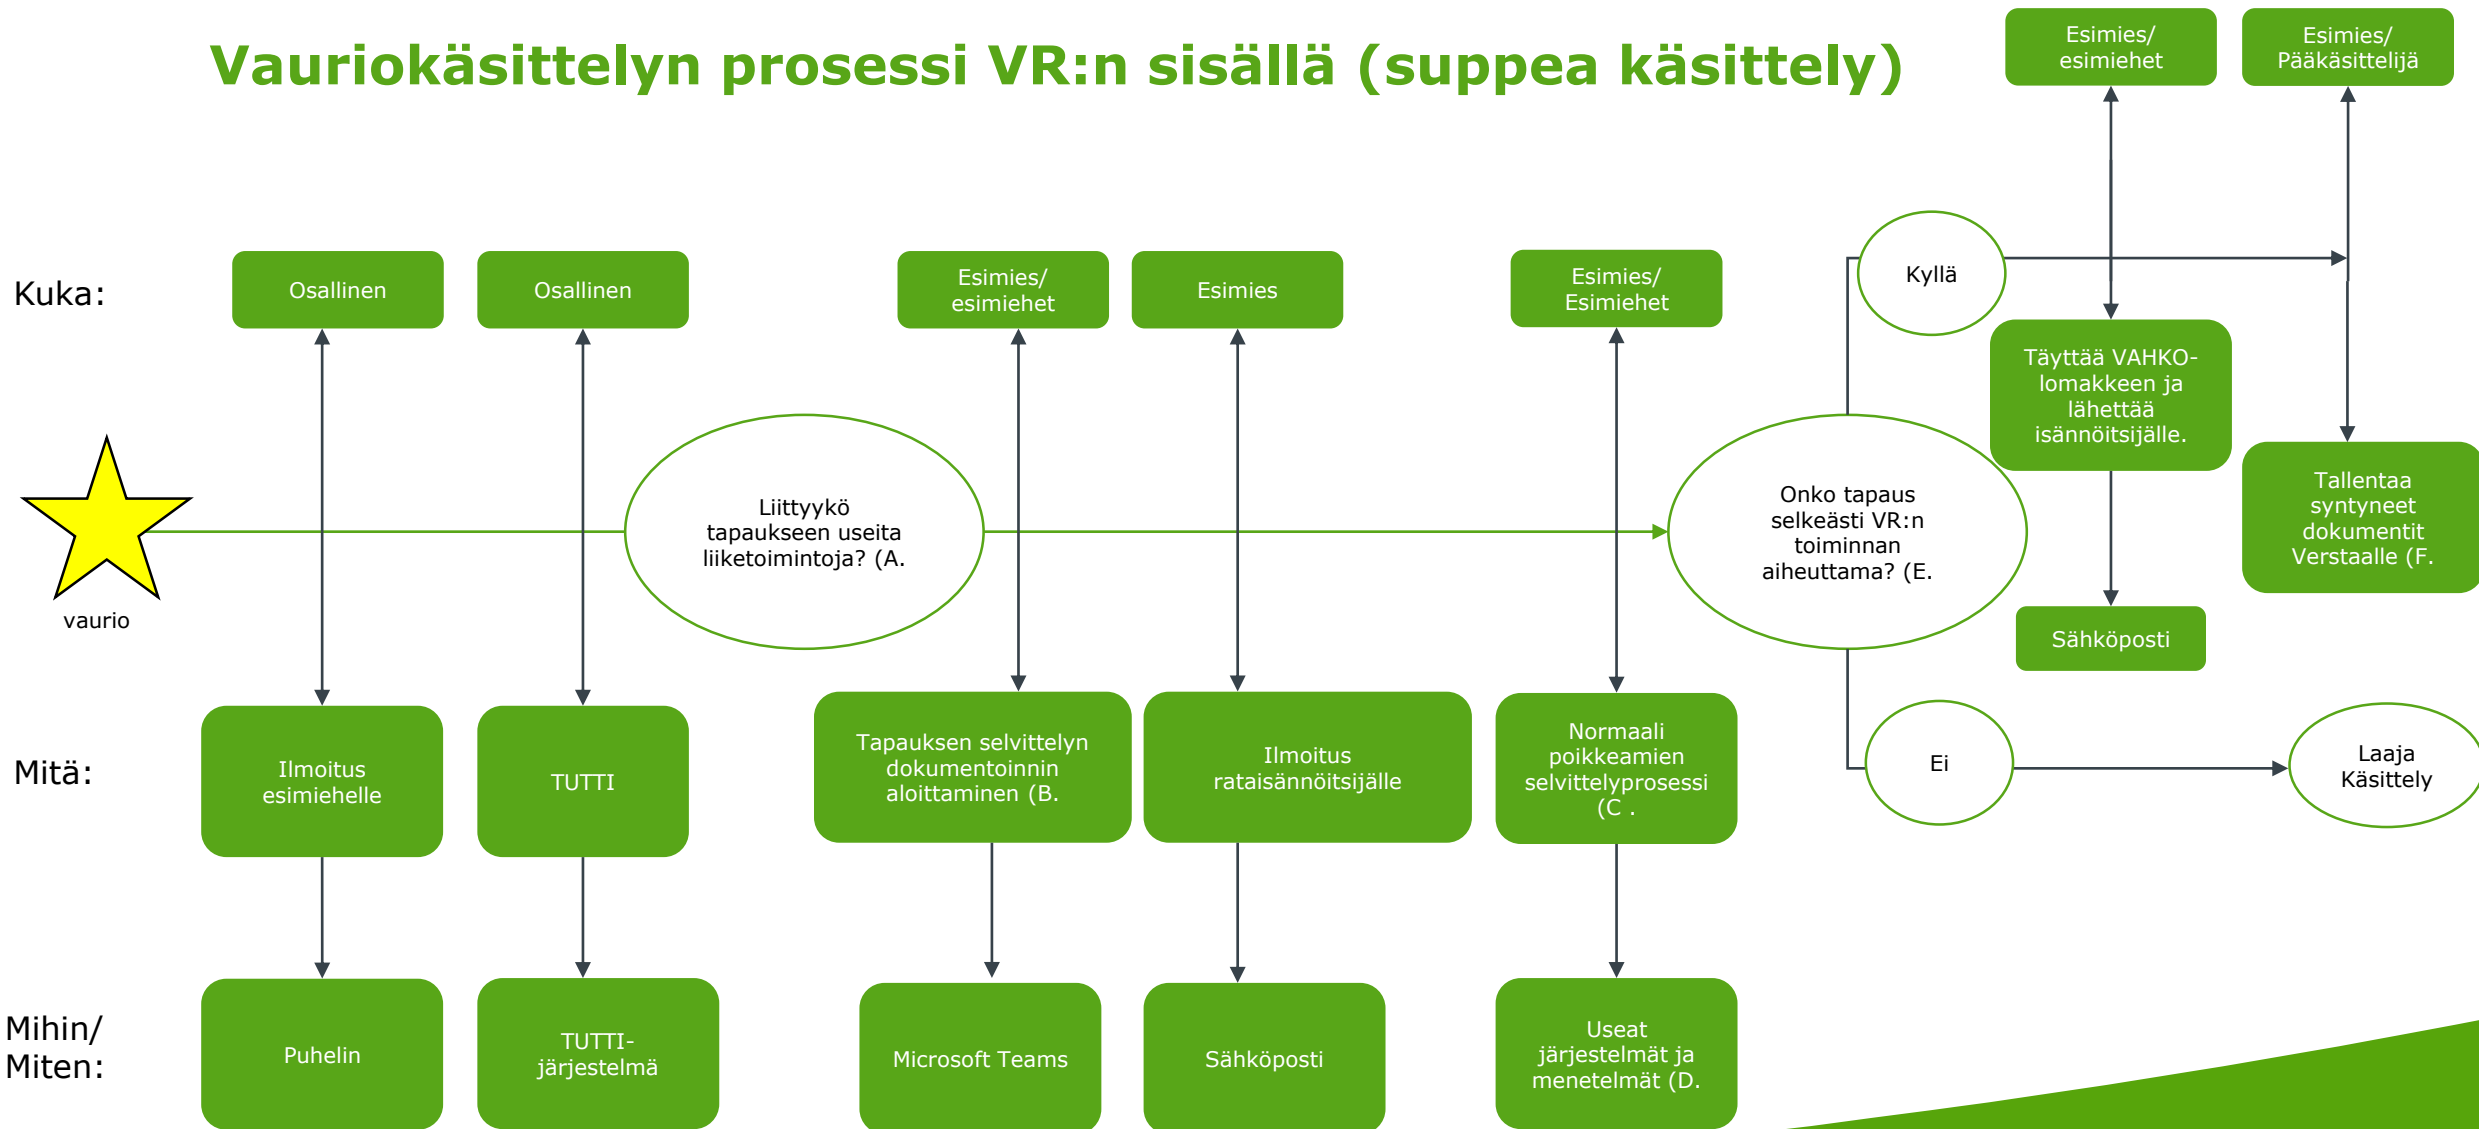 Vauriokäsittelyn prosessi VR:n sisällä (suppea käsittely)
Esimies/
esimiehet
Esimies/
Pääkäsittelijä
Kuka:
Osallinen
Osallinen
Esimies/
esimiehet
Esimies
Esimies/
Esimiehet
Kyllä
Täyttää VAHKO-
lomakkeen ja
lähettää
isännöitsijälle.
vaurio
Liittyykö
tapaukseen useita
liiketoimintoja? (A.
Onko tapaus
selkeästi VR:n
toiminnan
aiheuttama? (E.
Tallentaa
syntyneet
dokumentit
Verstaalle (F.
Sähköposti
Mitä:
Ilmoitus
esimiehelle
TUTTI
Tapauksen selvittelyn
dokumentoinnin
aloittaminen (B.
Ilmoitus
rataisännöitsijälle
Normaali
poikkeamien
selvittelyprosessi
(C .
Ei
Laaja
Käsittely
Mihin/
Miten:
Puhelin
TUTTI-
järjestelmä
Microsoft Teams
Sähköposti
Useat
järjestelmät ja
menetelmät (D.